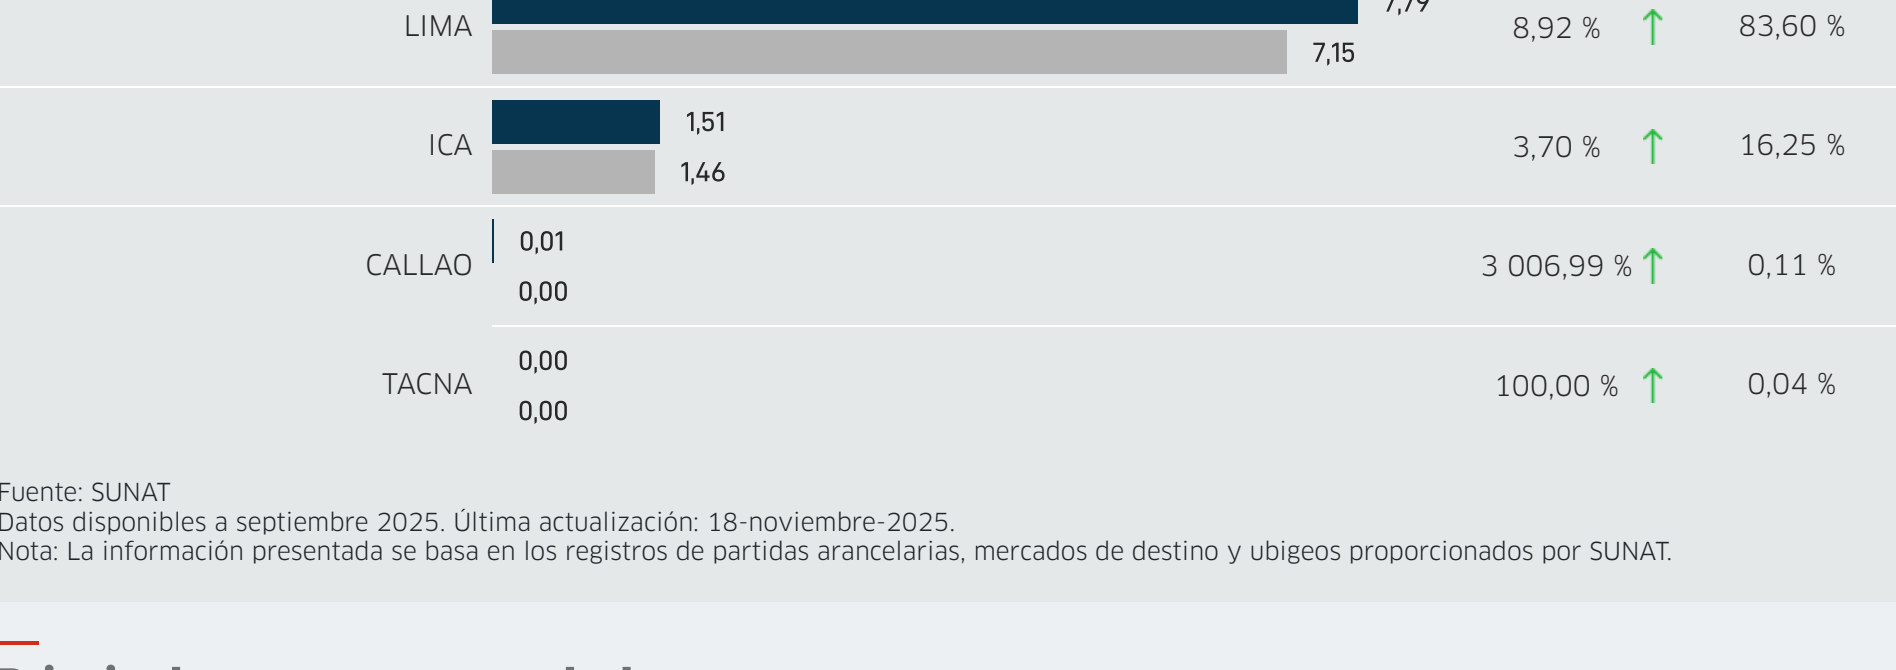 7,79
LIMA 8,92 % ↑ 83,60 %
7,15
1,51
ICA 3,70 % ↑ 16,25 %
1,46
0,01
CALLAO 3 006,99 % ↑ 0,11 %
0,00
0,00
TACNA 100,00 % ↑ 0,04 %
0,00
Fuente: SUNAT
Datos disponibles a septiembre 2025. Última actualización: 18-noviembre-2025.
Nota: La información presentada se basa en los registros de partidas arancelarias, mercados de destino y ubigeos proporcionados por SUNAT.